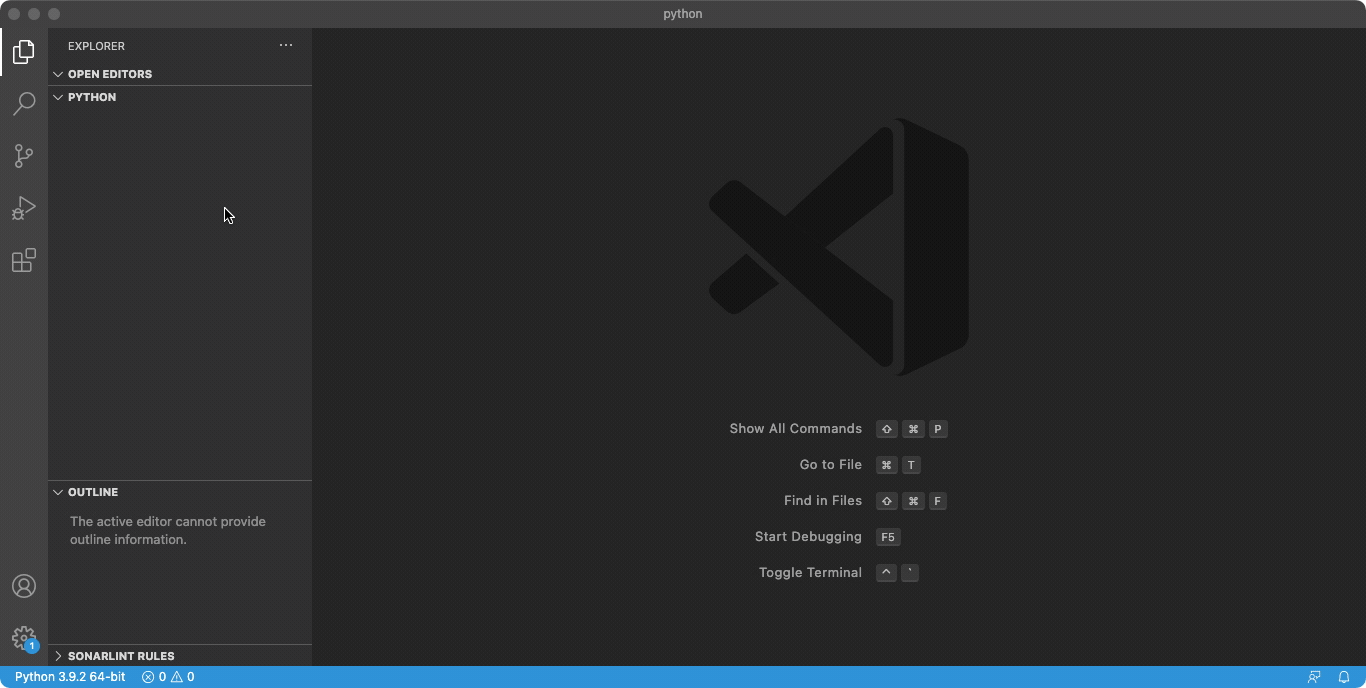 python
EXPLORER
OPEN EDITORS
PYTHON
OUTLINE
The active editor cannot provide
outline information.
1
SONARLINT RULES
Show All Commands ⇧ ⌘ P
Go to File ⌘ T
Find in Files ⇧ ⌘ F
Start Debugging F5
Toggle Terminal ^ `
Python 3.9.2 64-bit 0 0